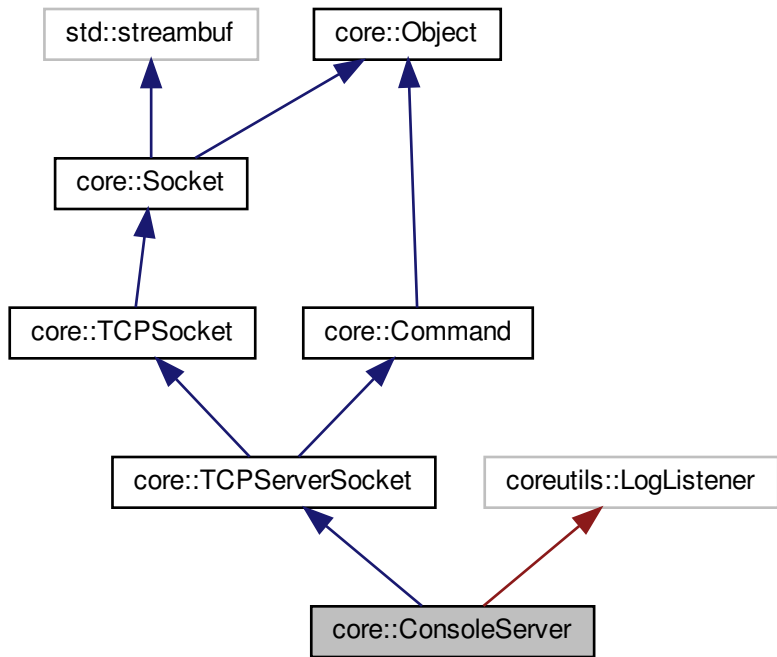 std::streambuf
core::Object
core::Socket
core::TCPSocket
core::Command
core::TCPServerSocket
coreutils::LogListener
core::ConsoleServer